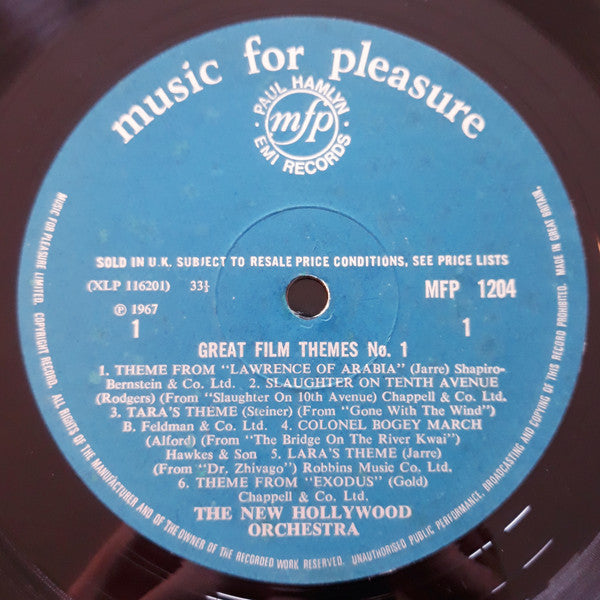 music for pleasure
PAUL HAMLYN
mfp
EMI RECORDS
SOLD IN U.K. SUBJECT TO RESALE PRICE CONDITIONS, SEE PRICE LISTS
(XLP 116201) 33⅓ MFP 1204
℗ 1967
1 1
GREAT FILM THEMES No. 1
1. THEME FROM "LAWRENCE OF ARABIA" (Jarre) Shapiro-
Bernstein & Co. Ltd. 2. SLAUGHTER ON TENTH AVENUE
(Rodgers) (From "Slaughter On 10th Avenue) Chappell & Co. Ltd.
3. TARA'S THEME (Steiner) (From "Gone With The Wind")
B. Feldman & Co. Ltd. 4. COLONEL BOGEY MARCH
(Alford) (From "The Bridge On The River Kwai")
Hawkes & Son 5. LARA'S THEME (Jarre)
(From "Dr. Zhivago") Robbins Music Co. Ltd.
6. THEME FROM "EXODUS" (Gold)
Chappell & Co. Ltd.
THE NEW HOLLYWOOD
ORCHESTRA
MUSIC FOR PLEASURE LIMITED. COPYRIGHT RECORD. ALL RIGHTS OF THE MANUFACTURER AND OF THE OWNER OF THE RECORDED WORK RESERVED. UNAUTHORISED PUBLIC PERFORMANCE, BROADCASTING AND COPYING OF THIS RECORD PROHIBITED. MADE IN GREAT BRITAIN.